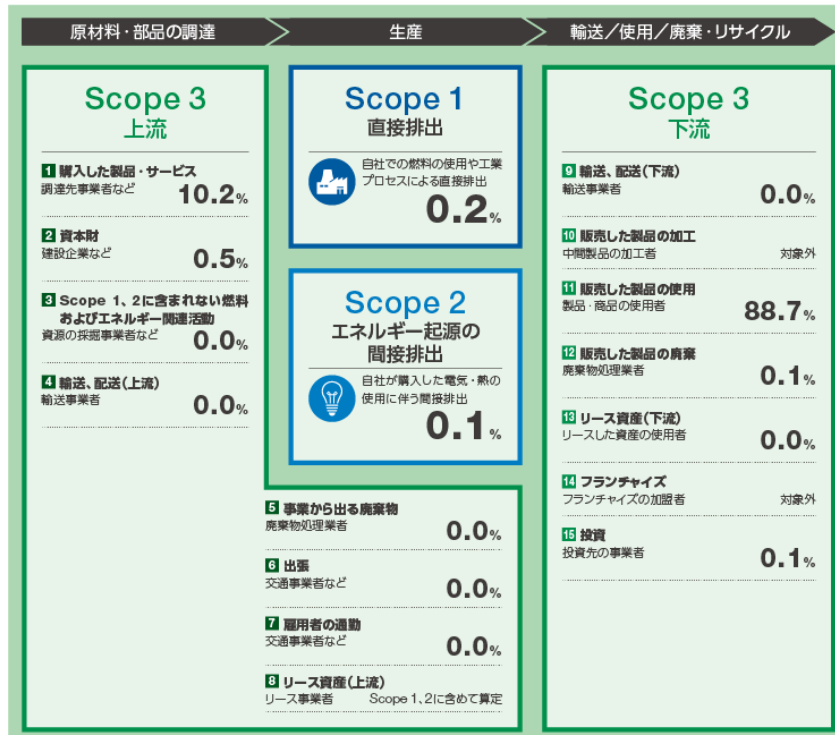 原材料・部品の調達
生産
輸送／使用／廃棄・リサイクル
Scope 3
上流
1 購入した製品・サービス
調達先事業者など
10.2%
2 資本財
建設企業など
0.5%
3 Scope 1、2に含まれない燃料
およびエネルギー関連活動
資源の採掘事業者など
0.0%
4 輸送、配送(上流)
輸送事業者
0.0%
Scope 1
直接排出
自社での燃料の使用や工業
プロセスによる直接排出
0.2%
Scope 2
エネルギー起源の
間接排出
自社が購入した電気・熱の
使用に伴う間接排出
0.1%
5 事業から出る廃棄物
廃棄物処理業者
0.0%
6 出張
交通事業者など
0.0%
7 雇用者の通勤
交通事業者など
0.0%
8 リース資産(上流)
リース事業者 Scope 1、2に含めて算定
Scope 3
下流
9 輸送、配送(下流)
輸送事業者
0.0%
10 販売した製品の加工
中間製品の加工者 対象外
11 販売した製品の使用
製品・商品の使用者
88.7%
12 販売した製品の廃棄
廃棄物処理業者
0.1%
13 リース資産(下流)
リースした資産の使用者
0.0%
14 フランチャイズ
フランチャイズの加盟者 対象外
15 投資
投資先の事業者
0.1%